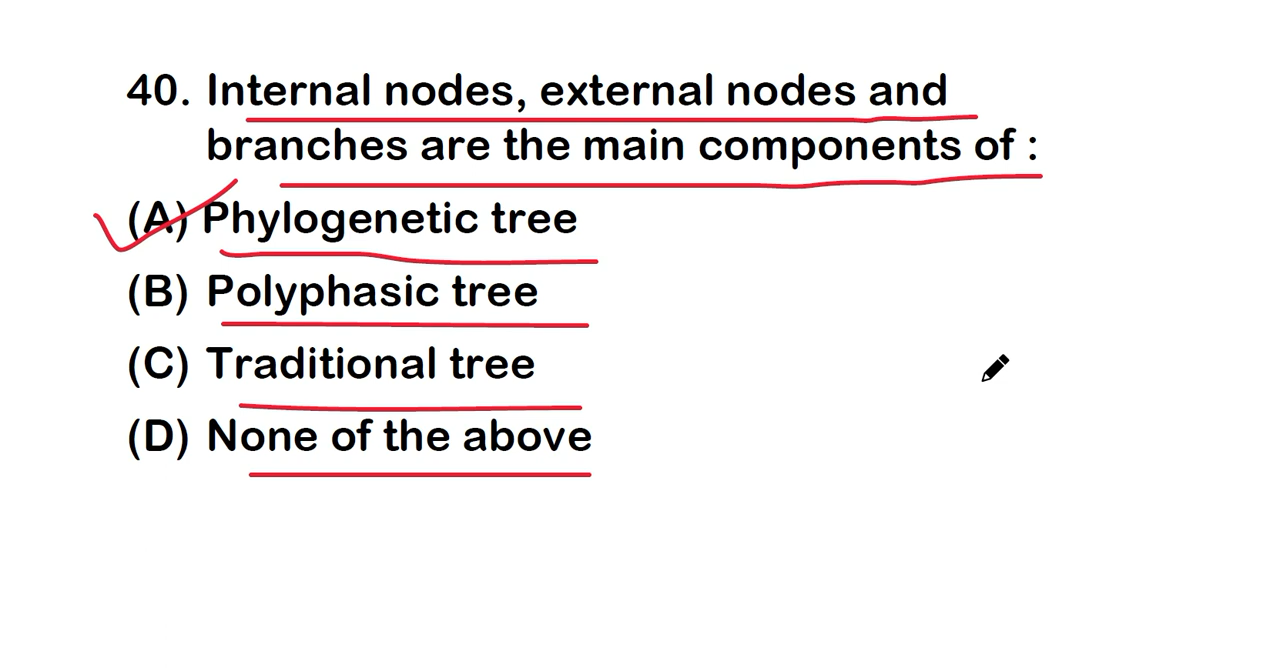 40. Internal nodes, external nodes and
branches are the main components of :
(A) Phylogenetic tree
(B) Polyphasic tree
(C) Traditional tree
(D) None of the above